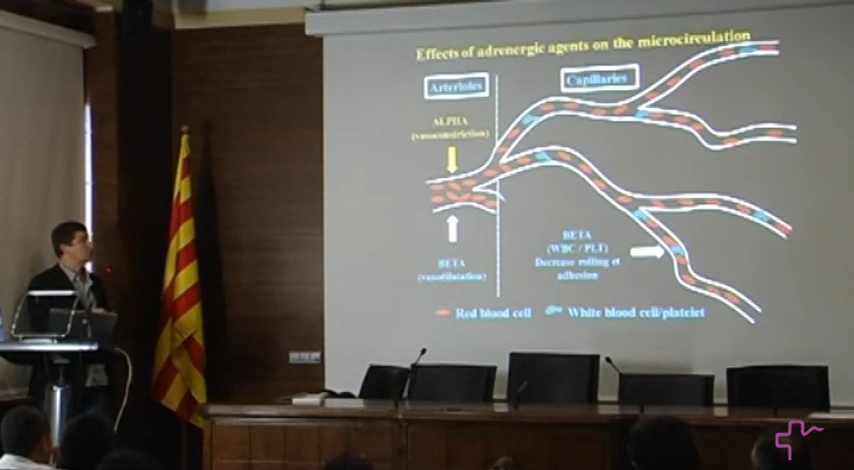 Effects of adrenergic agents on the microcirculation
Arterioles
Capillaries
ALPHA
(vasoconstriction)
BETA
(vasodilatation)
BETA
(WBC / PLT)
Decrease rolling et
adhesion
Red blood cell
White blood cell/platelet